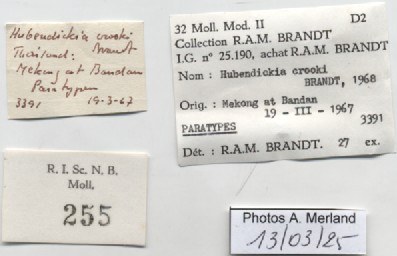 Hubendickia crooki
Brandt
Thailand:
Mekong at Bandan
Paratypen
3391 19-3-67
32 Moll. Mod. II D2
Collection R.A.M. BRANDT
I.G. n° 25.190, achat R.A.M. BRANDT
Nom : Hubendickia crooki
BRANDT, 1968
Orig. : Mekong at Bandan
19 - III - 1967
PARATYPES 3391
Dét. : R.A.M. BRANDT. 27 ex.
R. I. Sc. N. B.
Moll.
255
Photos A. Merland
13/03/25